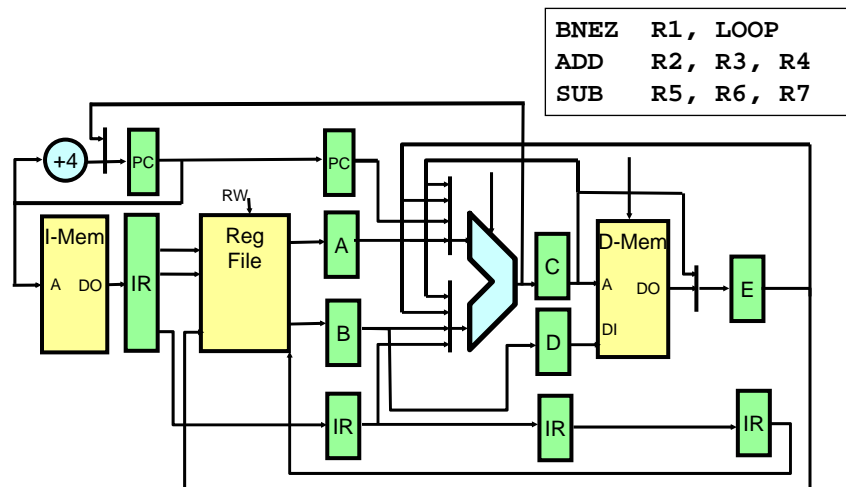 BNEZ R1, LOOP
ADD R2, R3, R4
SUB R5, R6, R7
+4
PC
PC
RW
I-Mem
A DO
IR
Reg
File
A
B
C
D
D-Mem
A
DO
DI
E
IR
IR
IR